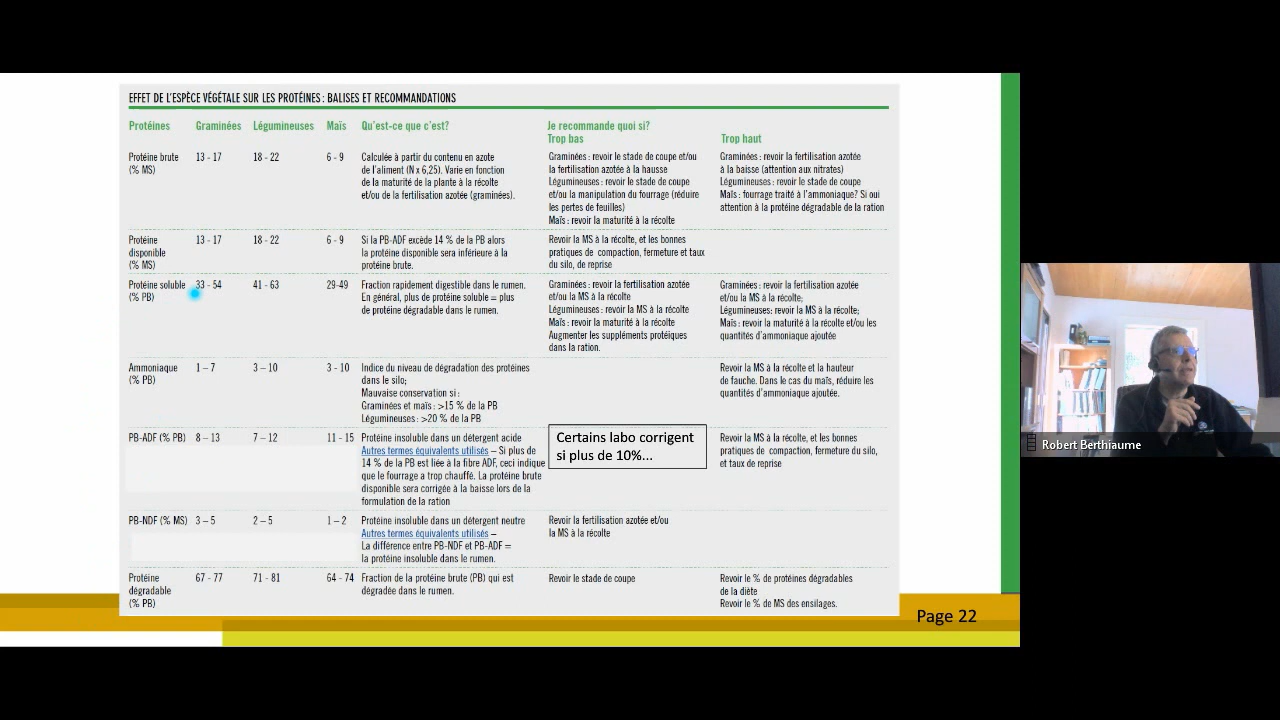 EFFET DE L'ESPÈCE VÉGÉTALE SUR LES PROTÉINES : BALISES ET RECOMMANDATIONS
Protéines Graminées Légumineuses Maïs Qu'est-ce que c'est? Je recommande quoi si?
Trop bas Trop haut
Protéine brute
(% MS)
13 - 17
18 - 22
6 - 9
Calculée à partir du contenu en azote
de l'aliment (N x 6,25). Varie en fonction
de la maturité de la plante à la récolte
et/ou de la fertilisation azotée (graminées).
Graminées : revoir le stade de coupe et/ou
la fertilisation azotée à la hausse
Légumineuses : revoir le stade de coupe
et/ou la manipulation du fourrage (réduire
les pertes de feuilles)
Maïs : revoir la maturité à la récolte
Graminées : revoir la fertilisation azotée
à la baisse (attention aux nitrates)
Légumineuses : revoir le stade de coupe
Maïs : fourrage traité à l'ammoniaque? Si oui
attention à la protéine dégradable de la ration
Protéine
disponible
(% MS)
13 - 17
18 - 22
6 - 9
Si la PB-ADF excède 14 % de la PB alors
la protéine disponible sera inférieure à la
protéine brute.
Revoir la MS à la récolte, et les bonnes
pratiques de compaction, fermeture et taux
du silo, de reprise
Protéine soluble
(% PB)
33 - 54
41 - 63
29-49
Fraction rapidement digestible dans le rumen.
En général, plus de protéine soluble = plus
de protéine dégradable dans le rumen.
Graminées : revoir la fertilisation azotée
et/ou la MS à la récolte
Légumineuses : revoir la MS à la récolte
Maïs : revoir la maturité à la récolte
Augmenter les suppléments protéiques
dans la ration.
Graminées : revoir la fertilisation azotée
et/ou la MS à la récolte;
Légumineuses: revoir la MS à la récolte;
Maïs : revoir la maturité à la récolte et/ou les
quantités d'ammoniaque ajoutée
Ammoniaque
(% PB)
1 – 7
3 – 10
3 - 10
Indice du niveau de dégradation des protéines
dans le silo;
Mauvaise conservation si :
Graminées et maïs : >15 % de la PB
Légumineuses : >20 % de la PB
Revoir la MS à la récolte et la hauteur
de fauche. Dans le cas du maïs, réduire les
quantités d'ammoniaque ajoutée.
PB-ADF (% PB)
8 – 13
7 – 12
11 - 15
Protéine insoluble dans un détergent acide
Autres termes équivalents utilisés – Si plus de
14 % de la PB est liée à la fibre ADF, ceci indique
que le fourrage a trop chauffé. La protéine brute
disponible sera corrigée à la baisse lors de la
formulation de la ration
Certains labo corrigent
si plus de 10%...
Revoir la MS à la récolte, et les bonnes
pratiques de compaction, fermeture du silo,
et taux de reprise
PB-NDF (% MS)
3 – 5
2 – 5
1 – 2
Protéine insoluble dans un détergent neutre
Autres termes équivalents utilisés –
La différence entre PB-NDF et PB-ADF =
la protéine insoluble dans le rumen.
Revoir la fertilisation azotée et/ou
la MS à la récolte
Protéine
dégradable
(% PB)
67 - 77
71 - 81
64 - 74
Fraction de la protéine brute (PB) qui est
dégradée dans le rumen.
Revoir le stade de coupe
Revoir le % de protéines dégradables
de la diète
Revoir le % de MS des ensilages.
Page 22
Robert Berthiaume